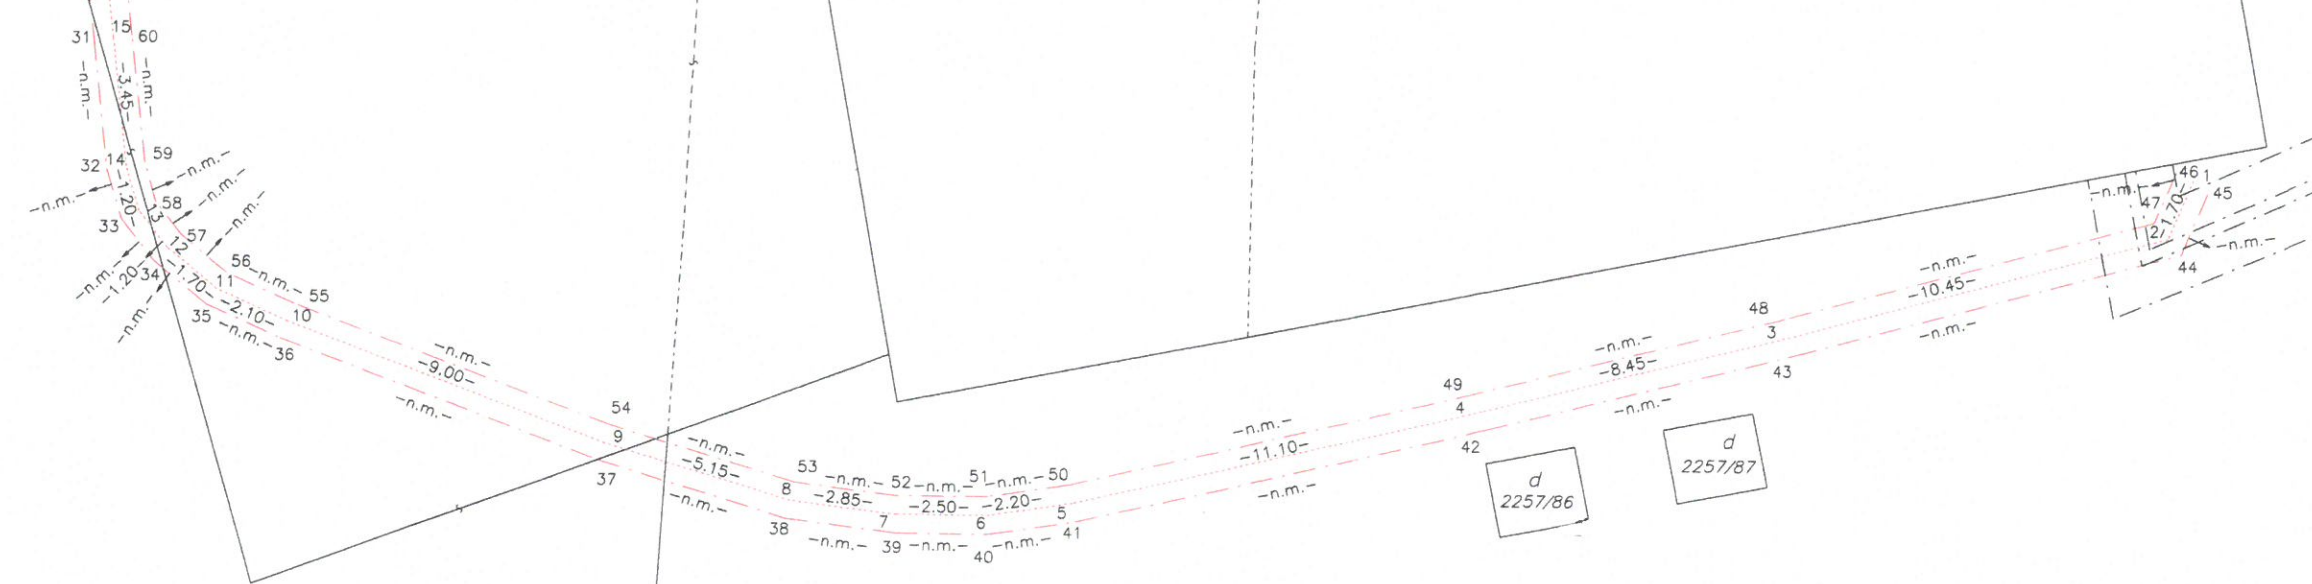 15
31
60
-n.m.-
-3.45-
-n.m.-
14
59
32
-n.m.-
-n.m.-
-1.20-
-n.m.-
13
58
33
-n.m.-
12
57
-n.m.-
-1.20-
34
-1.70-
56
-n.m.-
11
55
-n.m.-
35
-2.10-
10
-n.m.-
36
-n.m.-
-9.00-
-n.m.-
54
9
37
-n.m.-
-5.15-
-n.m.-
53
8
38
-n.m.-
-2.85-
-n.m.-
52
7
39
-n.m.-
-2.50-
-n.m.-
51
6
40
-n.m.-
-2.20-
-n.m.-
50
5
41
-n.m.-
-11.10-
-n.m.-
49
4
42
-n.m.-
-8.45-
-n.m.-
48
3
43
-n.m.-
-10.45-
-n.m.-
46
1
45
-n.m.-
47
-1.70-
2
-n.m.-
44
d
2257/86
d
2257/87